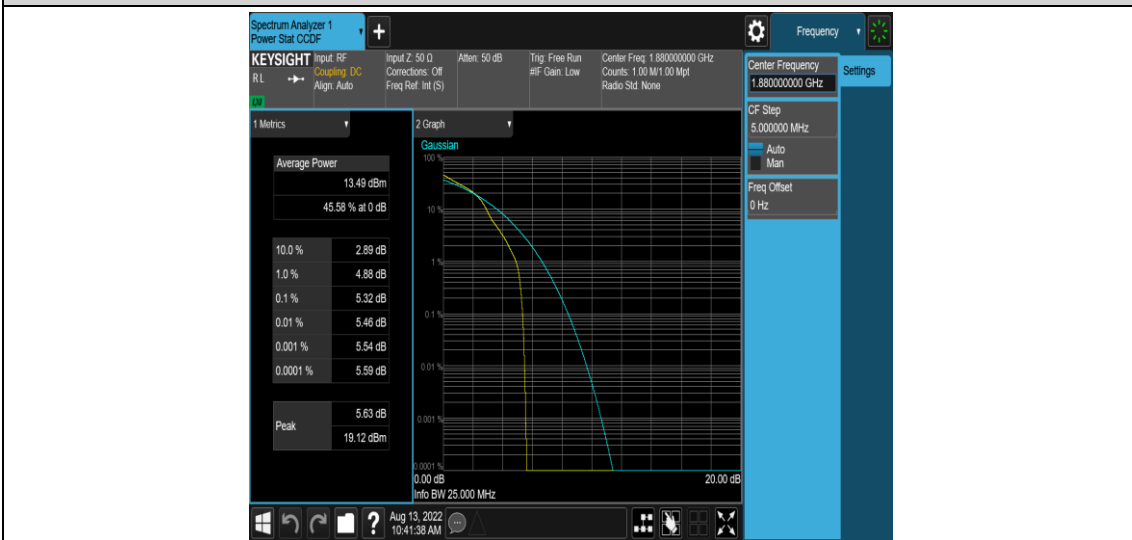 Spectrum Analyzer 1
Power Stat CCDF
+
Frequency
KEYSIGHT
RL
LNI
Input: RF
Coupling: DC
Align: Auto
Input Z: 50 Ω
Corrections: Off
Freq Ref: Int (S)
Atten: 50 dB
Trig: Free Run
#IF Gain: Low
Center Freq: 1.880000000 GHz
Counts: 1.00 M/1.00 Mpt
Radio Std: None
Center Frequency
1.880000000 GHz
Settings
CF Step
5.000000 MHz
Auto
Man
Freq Offset
0 Hz
1 Metrics
Average Power
13.49 dBm
45.58 % at 0 dB
10.0 % 2.89 dB
1.0 % 4.88 dB
0.1 % 5.32 dB
0.01 % 5.46 dB
0.001 % 5.54 dB
0.0001 % 5.59 dB
Peak 5.63 dB
19.12 dBm
2 Graph
Gaussian
100 %
10 %
1 %
0.1 %
0.01 %
0.001 %
0.0001 %
0.00 dB 20.00 dB
Info BW 25.000 MHz
?
Aug 13, 2022
10:41:38 AM